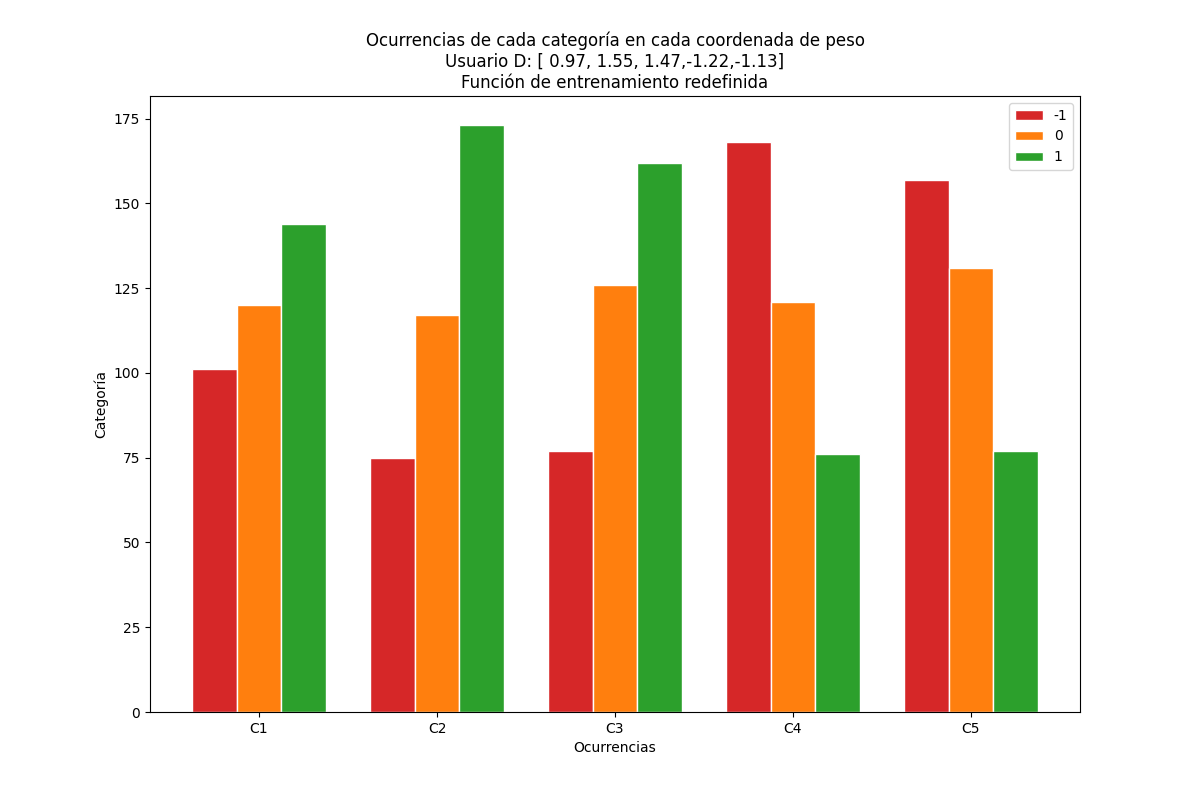 Ocurrencias de cada categoría en cada coordenada de peso
Usuario D: [ 0.97, 1.55, 1.47,-1.22,-1.13]
Función de entrenamiento redefinida
-1
0
1
175
150
125
100
75
50
25
0
Categoría
C1 C2 C3 C4 C5
Ocurrencias